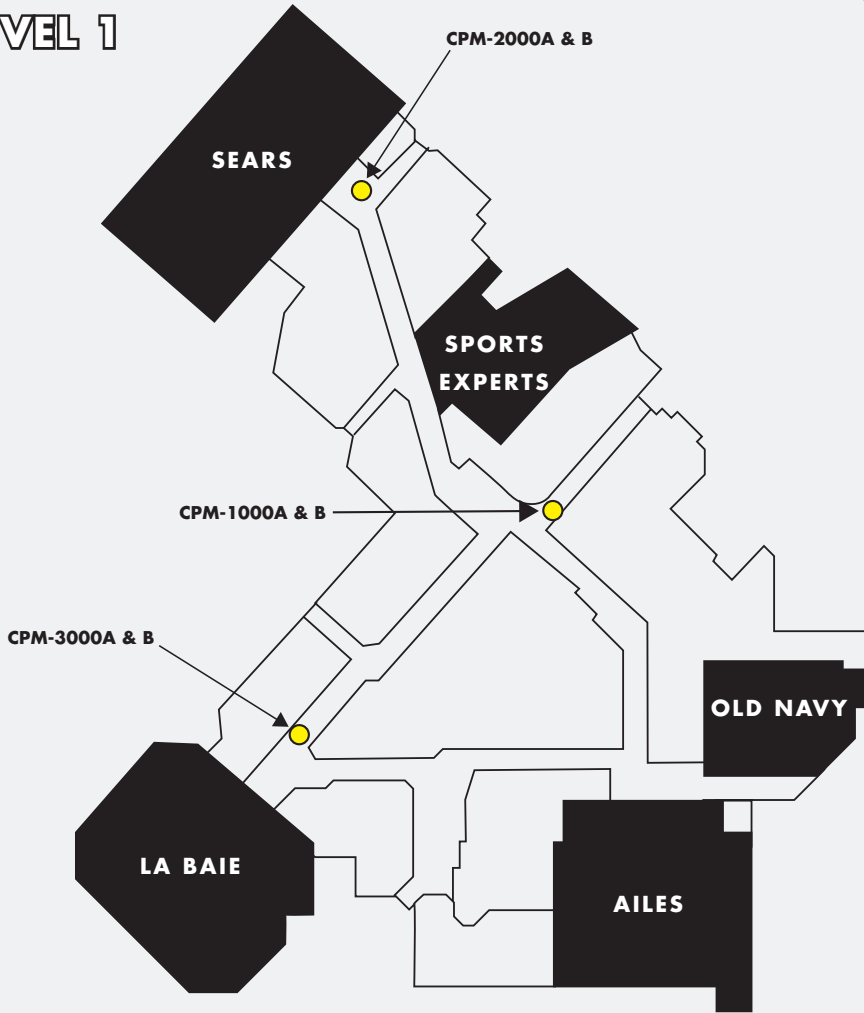 VEL 1
CPM-2000A & B
SEARS
SPORTS
EXPERTS
CPM-1000A & B
CPM-3000A & B
OLD NAVY
LA BAIE
AILES